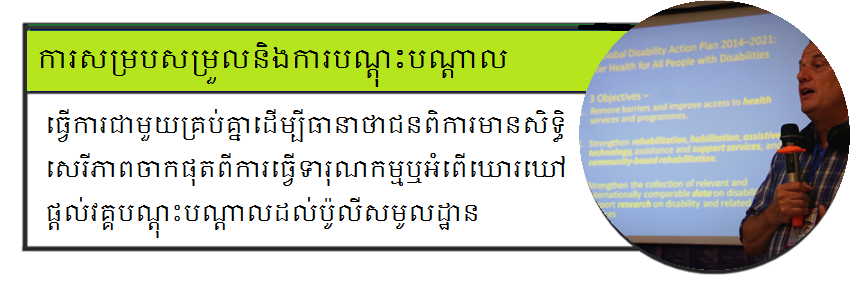 ការសម្របសម្រួលនិងការបណ្តុះបណ្តាល
ធ្វើការជាមួយគ្រប់គ្នាដើម្បីធានាថាជនពិការមានសិទ្ធិ
សេរីភាពចាកផុតពីការធ្វើទារុណកម្មឬអំពើឃោរឃៅ
ផ្តល់វគ្គបណ្តុះបណ្តាលដល់ប៉ូលីសមូលដ្ឋាន
obal Disability Action Plan 2014–2021:
er Health for All People with Disabilities
3 Objectives –
Remove barriers and improve access to health
services and programmes.
Strengthen rehabilitation, habilitation, assistive
technology, assistance and support services, and
community-based rehabilitation.
Strengthen the collection of relevant and
internationally comparable data on disabili
port research on disability and related
ices